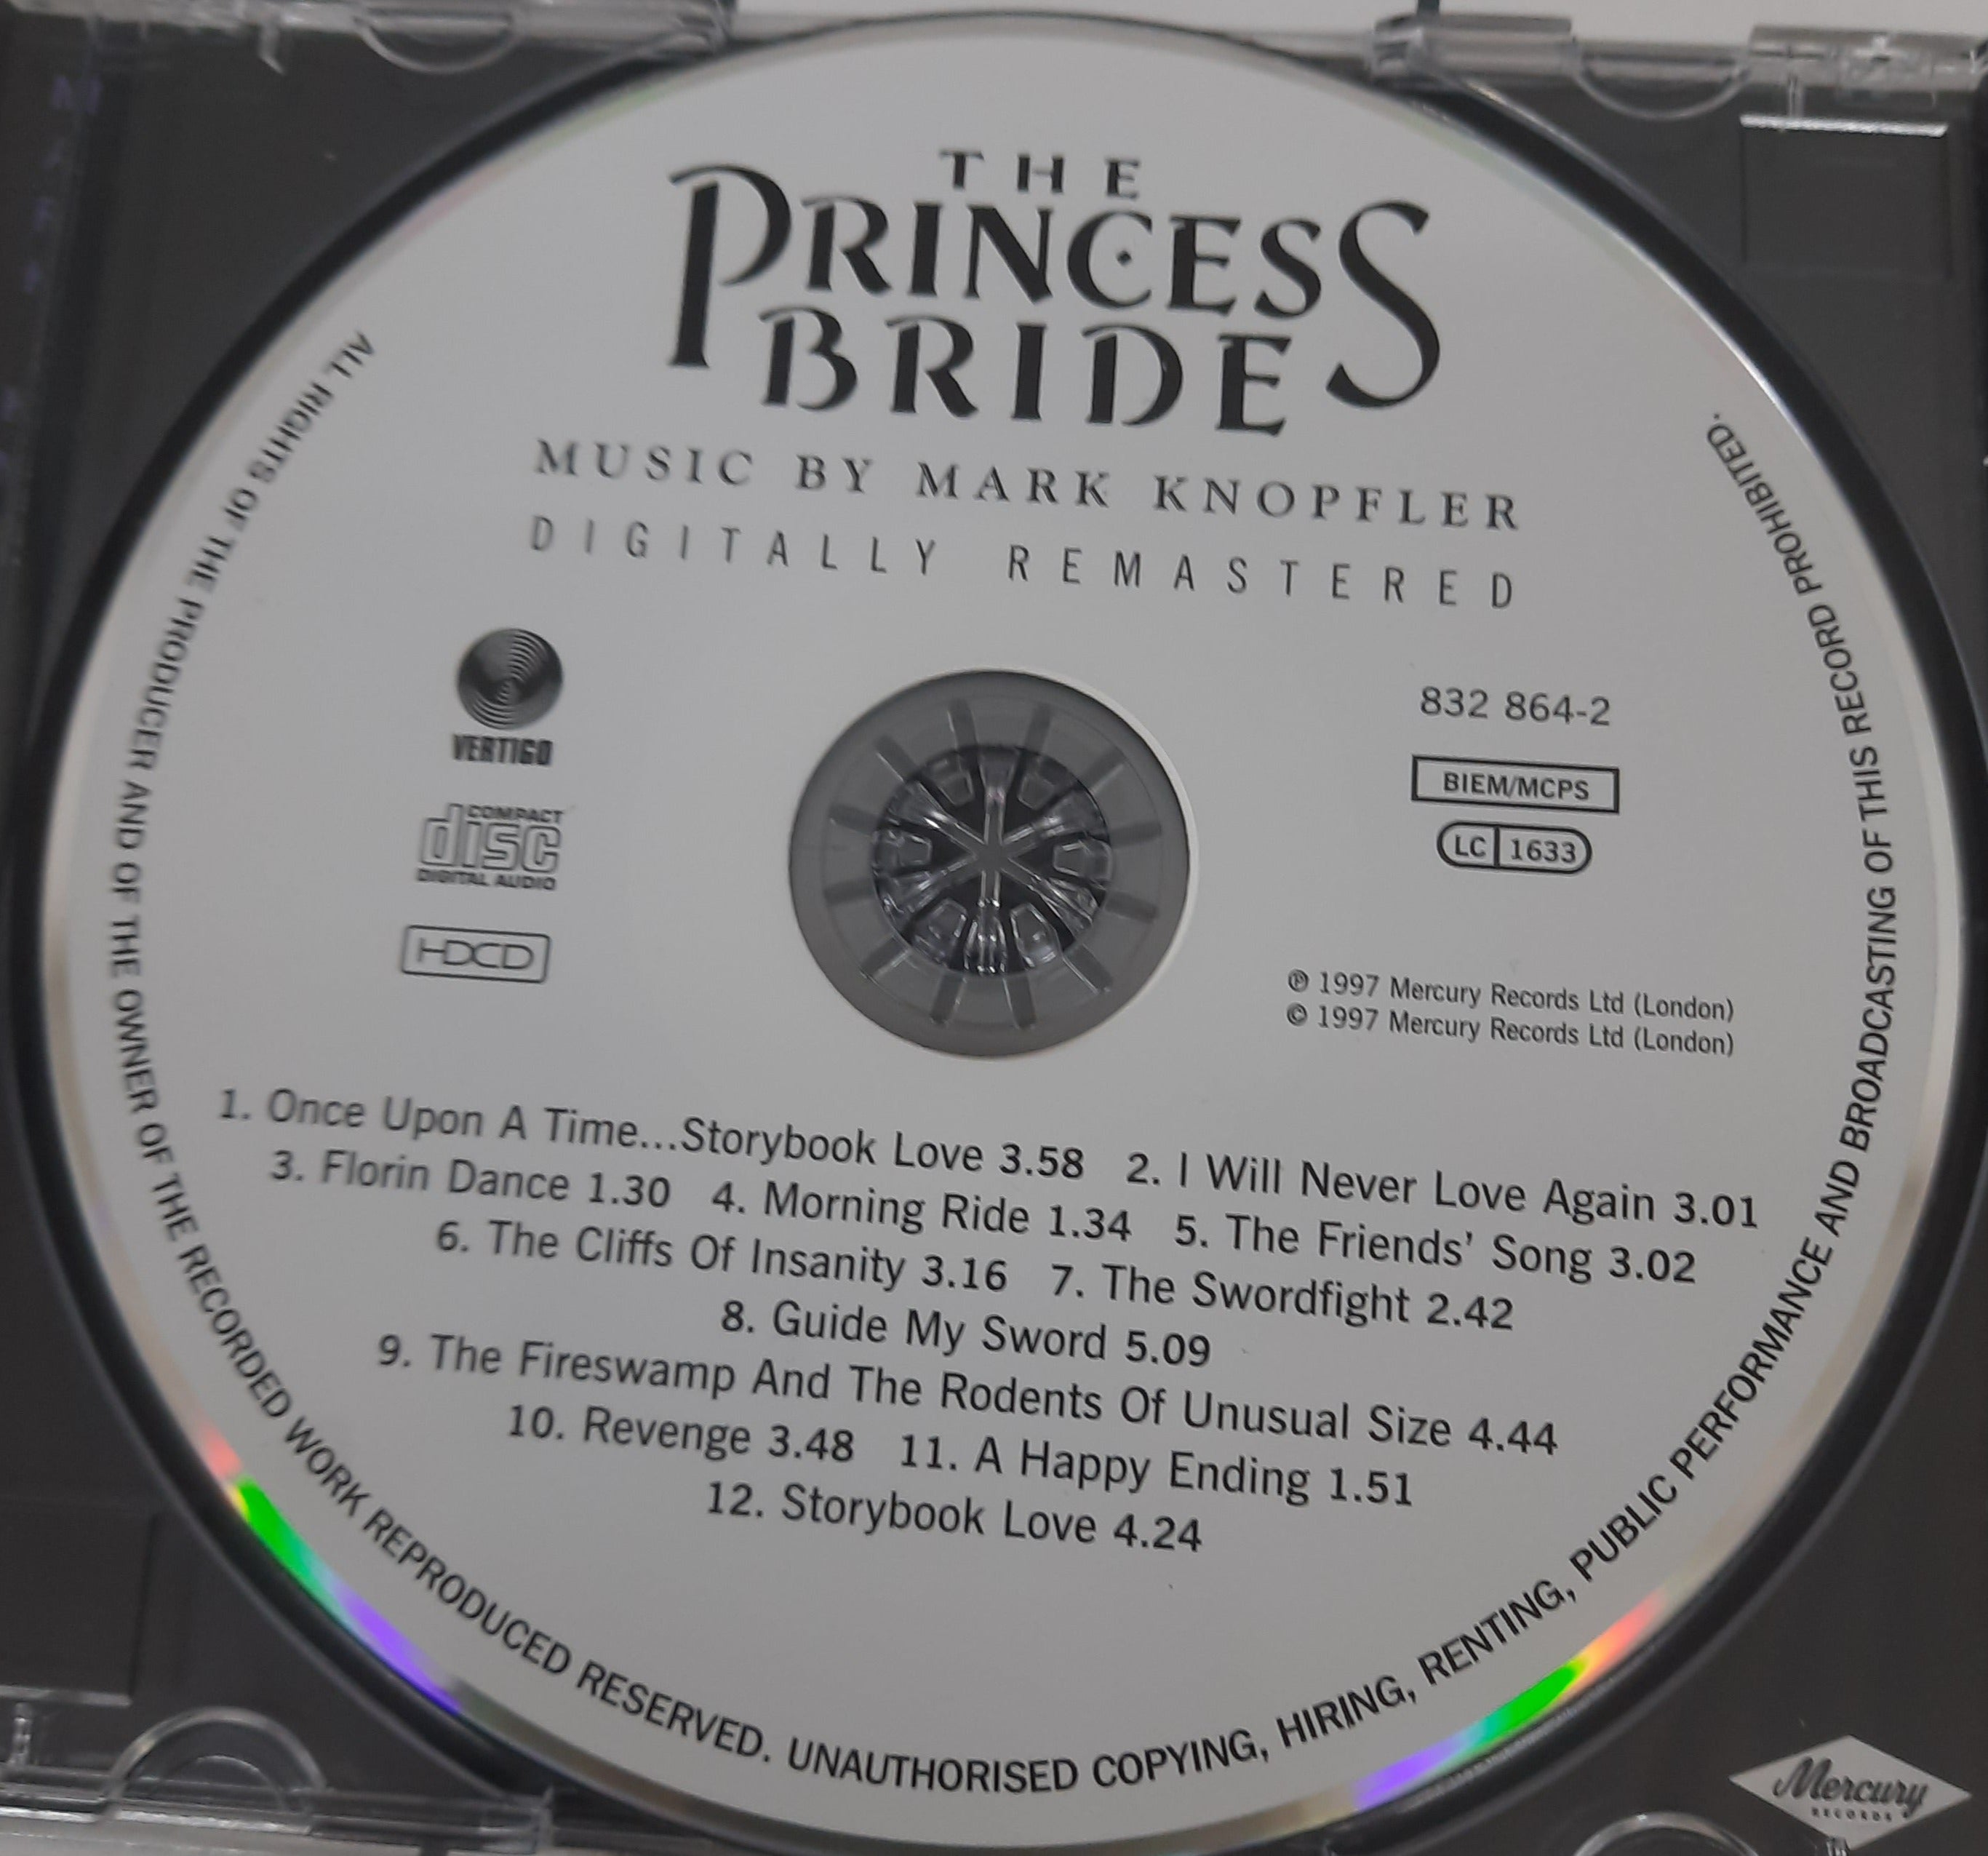 THE
PRINCESS
BRIDE
MUSIC BY MARK KNOPFLER
DIGITALLY REMASTERED
VERTIGO
COMPACT
disc
DIGITAL AUDIO
HDCD
832 864-2
BIEM/MCPS
LC 1633
℗ 1997 Mercury Records Ltd (London)
© 1997 Mercury Records Ltd (London)
1. Once Upon A Time...Storybook Love 3.58 2. I Will Never Love Again 3.01
3. Florin Dance 1.30 4. Morning Ride 1.34 5. The Friends' Song 3.02
6. The Cliffs Of Insanity 3.16 7. The Swordfight 2.42
8. Guide My Sword 5.09
9. The Fireswamp And The Rodents Of Unusual Size 4.44
10. Revenge 3.48 11. A Happy Ending 1.51
12. Storybook Love 4.24
ALL RIGHTS OF THE PRODUCER AND OF THE OWNER OF THE RECORDED WORK REPRODUCED RESERVED. UNAUTHORISED COPYING, HIRING, RENTING, PUBLIC PERFORMANCE AND BROADCASTING OF THIS RECORD PROHIBITED.
Mercury
RECORDS